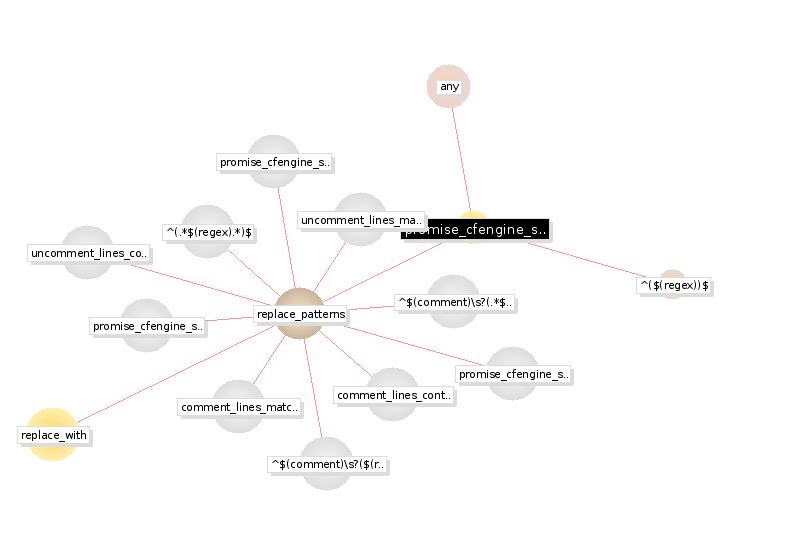 any
promise_cfengine_s..
uncomment_lines_ma..
promise_cfengine_s..
^(.*$(regex).*)$
uncomment_lines_co..
^($(regex))$
^$(comment)\s?(.*$..
replace_patterns
promise_cfengine_s..
promise_cfengine_s..
comment_lines_cont..
comment_lines_matc..
replace_with
^$(comment)\s?($(r..